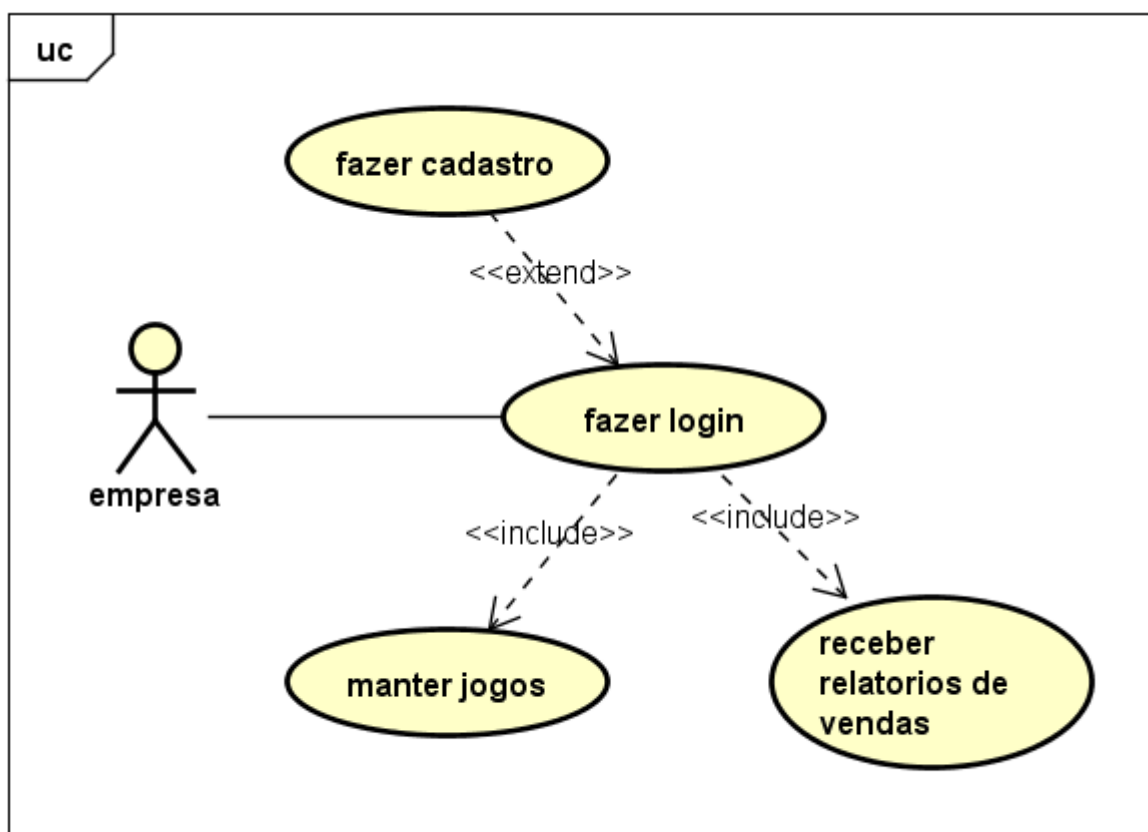 uc
fazer cadastro
<<extend>>
fazer login
empresa
<<include>>
<<include>>
manter jogos
receber
relatorios de
vendas